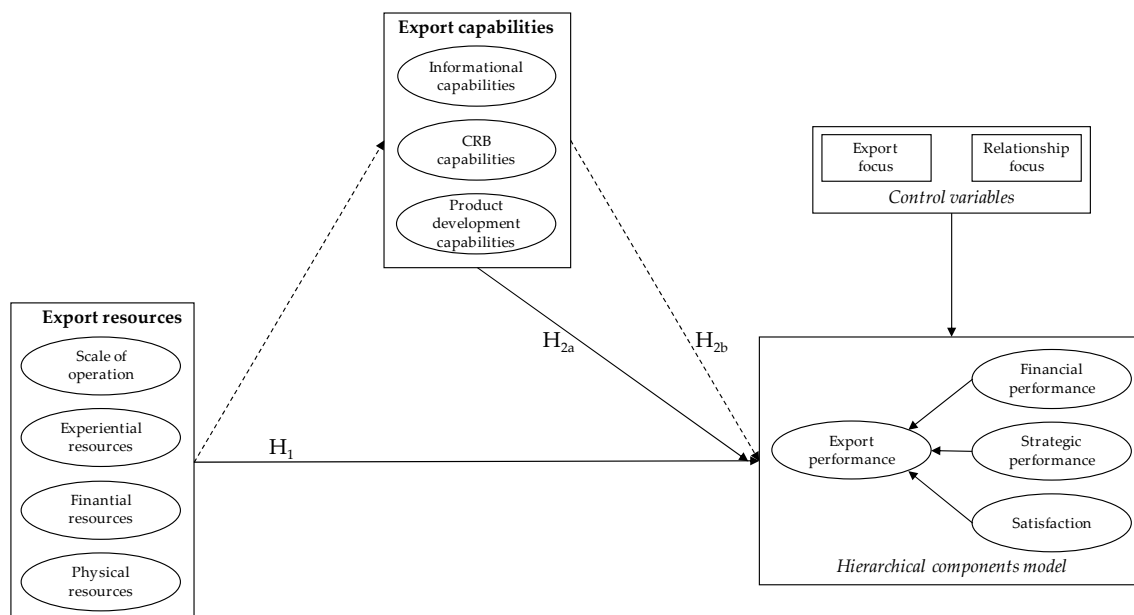 Export capabilities
Informational
capabilities
CRB
capabilities
Product
development
capabilities
Export
focus
Relationship
focus
Control variables
Export resources
Scale of
operation
Experiential
resources
Finantial
resources
Physical
resources
H1
H2a
H2b
Export
performance
Financial
performance
Strategic
performance
Satisfaction
Hierarchical components model